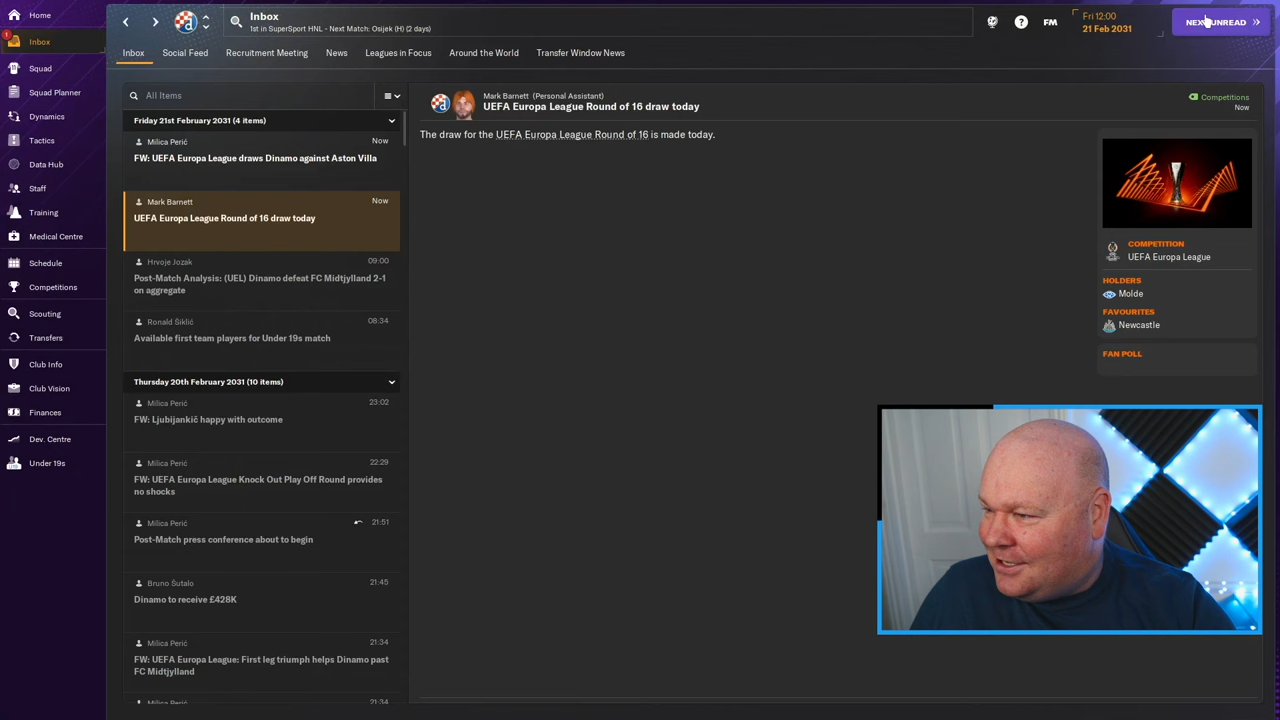 Home
1
Inbox
Squad
Squad Planner
Dynamics
Tactics
Data Hub
Staff
Training
Medical Centre
Schedule
Competitions
Scouting
Transfers
Club Info
Club Vision
Finances
Dev. Centre
Under 19s
Inbox
1st in SuperSport HNL - Next Match: Osijek (H) (2 days)
?
FM
Fri 12:00
21 Feb 2031
NEXT UNREAD
Inbox
Social Feed
Recruitment Meeting
News
Leagues in Focus
Around the World
Transfer Window News
All Items
Friday 21st February 2031 (4 items)
Milica Perić
Now
FW: UEFA Europa League draws Dinamo against Aston Villa
Mark Barnett
Now
UEFA Europa League Round of 16 draw today
Hrvoje Jozak
09:00
Post-Match Analysis: (UEL) Dinamo defeat FC Midtjylland 2-1
on aggregate
Ronald Šiklić
08:34
Available first team players for Under 19s match
Thursday 20th February 2031 (10 items)
Milica Perić
23:02
FW: Ljubijankič happy with outcome
Milica Perić
22:29
FW: UEFA Europa League Knock Out Play Off Round provides
no shocks
Milica Perić
21:51
Post-Match press conference about to begin
Bruno Šutalo
21:45
Dinamo to receive £428K
Milica Perić
21:34
FW: UEFA Europa League: First leg triumph helps Dinamo past
FC Midtjylland
Milica Perić
21:34
Mark Barnett (Personal Assistant)
UEFA Europa League Round of 16 draw today
Competitions
Now
The draw for the UEFA Europa League Round of 16 is made today.
COMPETITION
UEFA Europa League
HOLDERS
Molde
FAVOURITES
Newcastle
FAN POLL